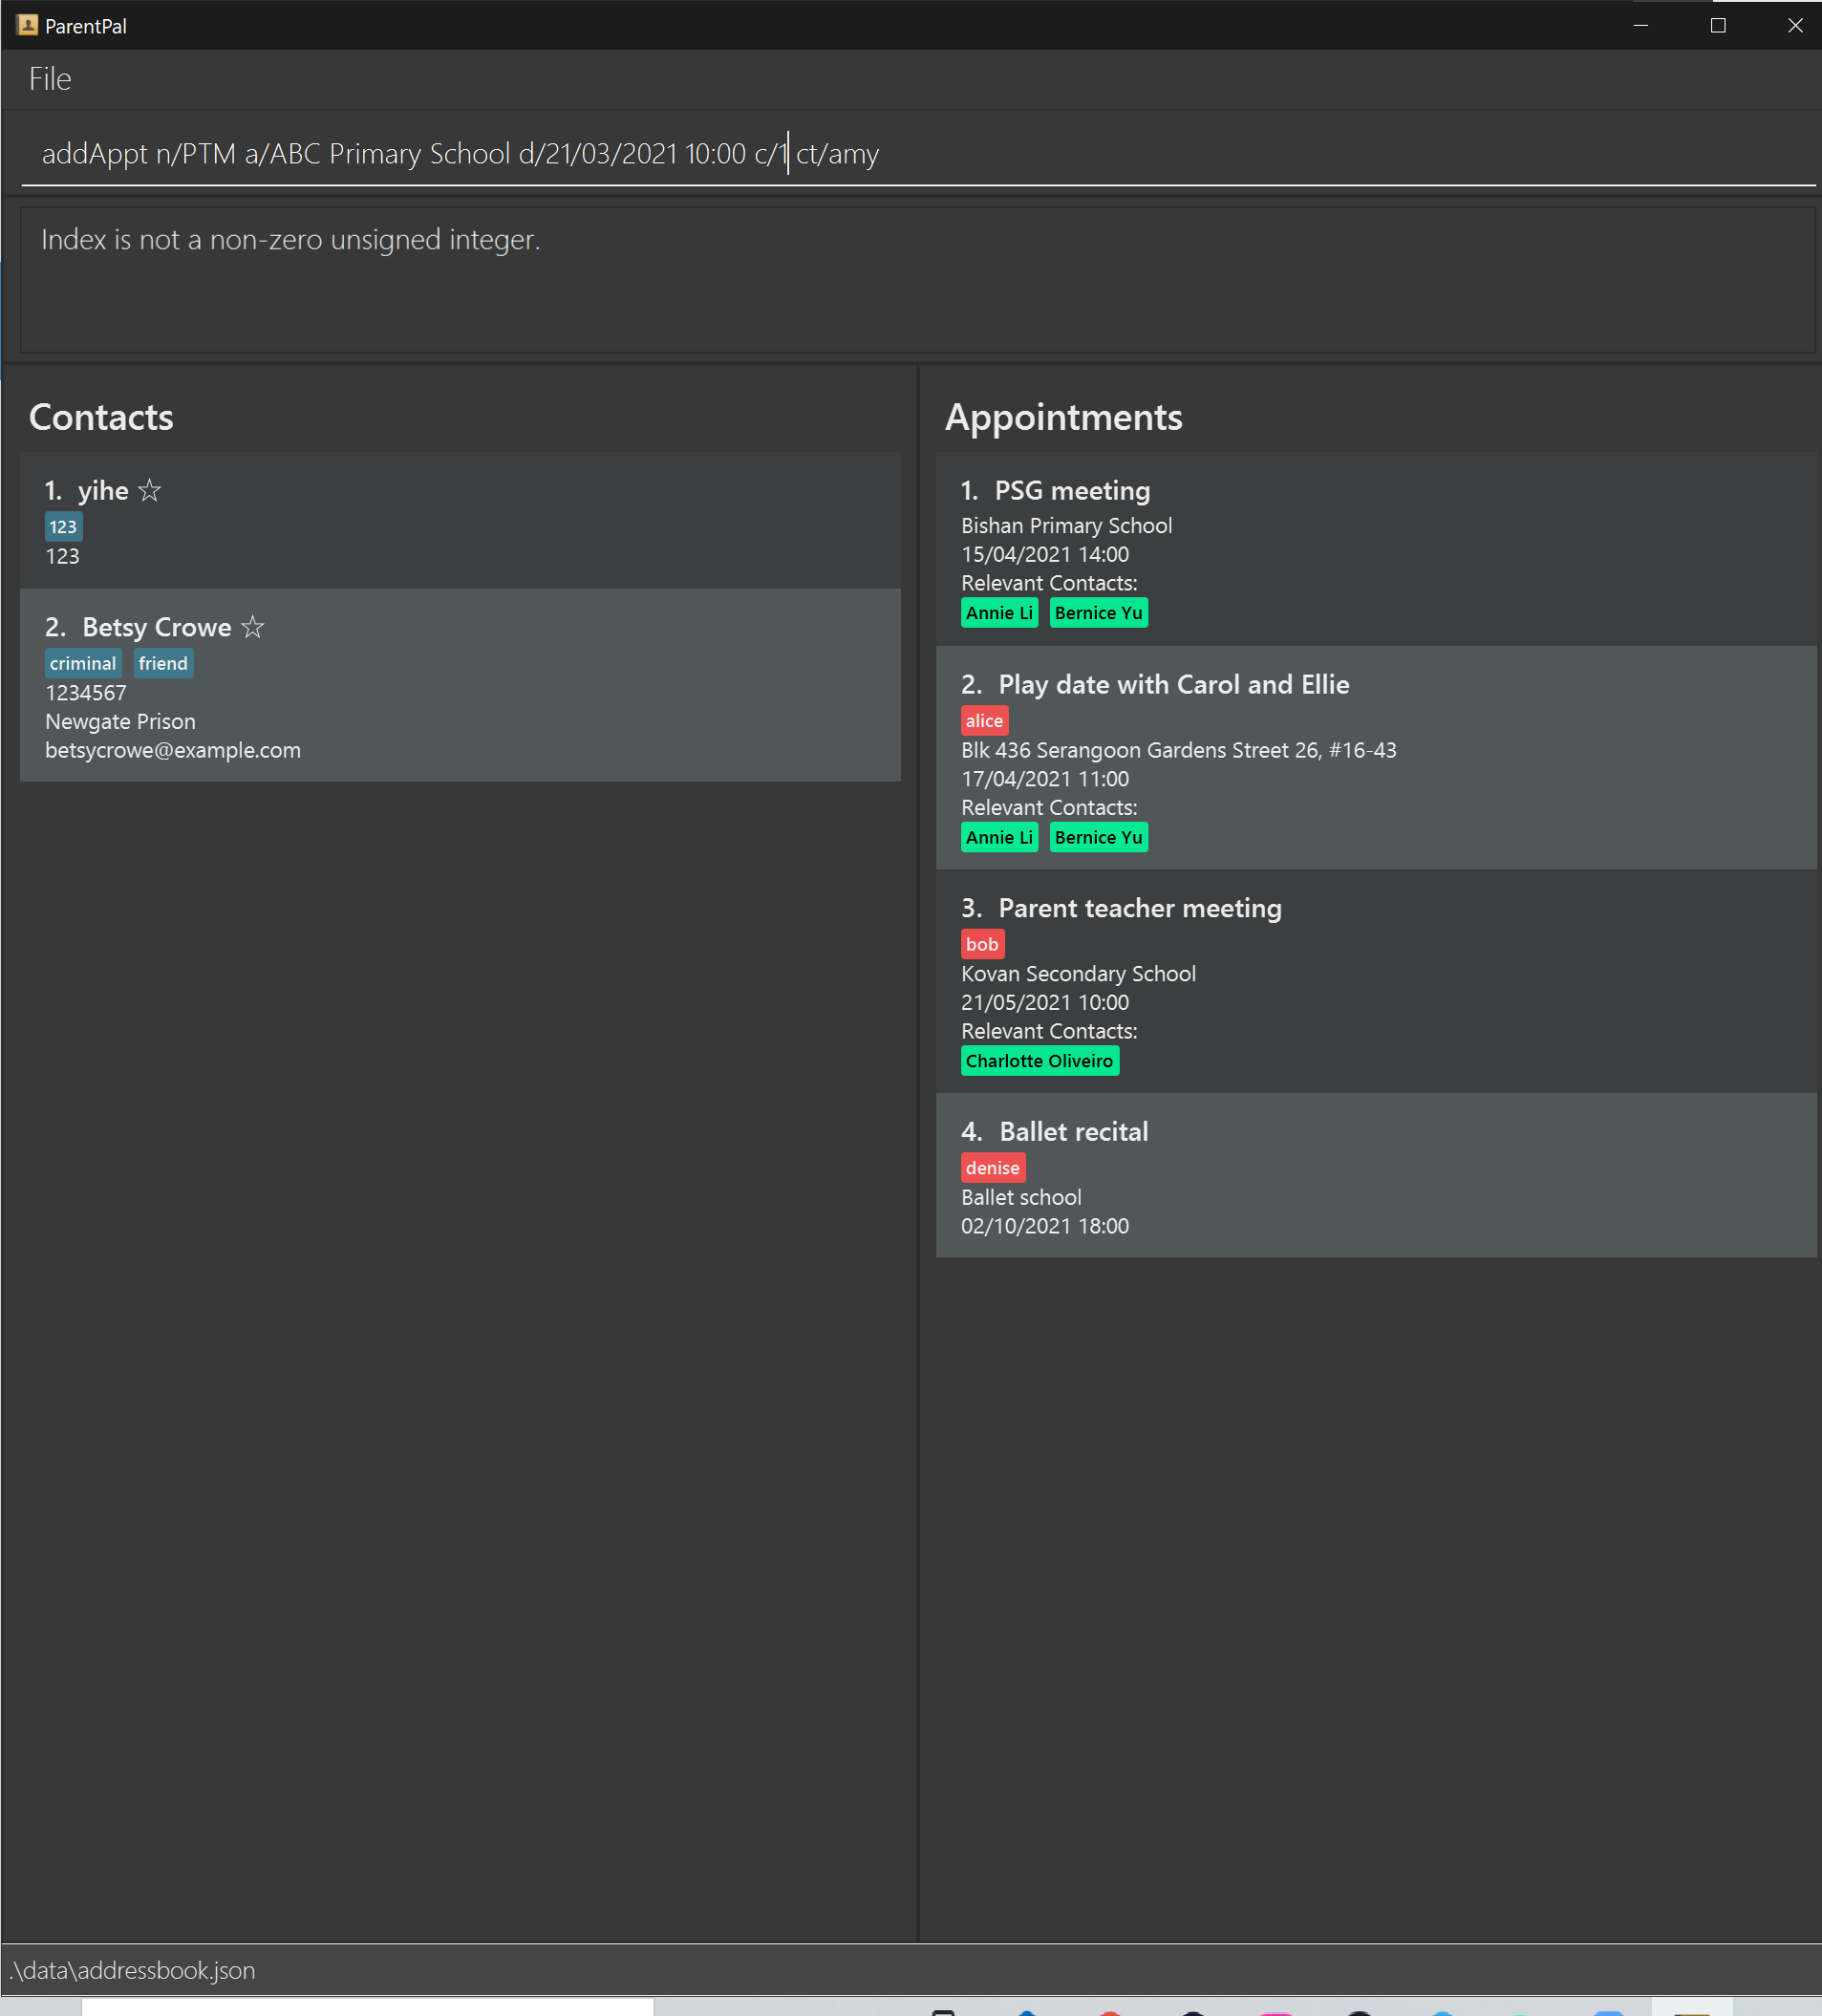 ParentPal
File
addAppt n/PTM a/ABC Primary School d/21/03/2021 10:00 c/1 ct/amy
Index is not a non-zero unsigned integer.
Contacts
1. yihe ☆
123
123
2. Betsy Crowe ☆
criminal friend
1234567
Newgate Prison
betsycrowe@example.com
Appointments
1. PSG meeting
Bishan Primary School
15/04/2021 14:00
Relevant Contacts:
Annie Li Bernice Yu
2. Play date with Carol and Ellie
alice
Blk 436 Serangoon Gardens Street 26, #16-43
17/04/2021 11:00
Relevant Contacts:
Annie Li Bernice Yu
3. Parent teacher meeting
bob
Kovan Secondary School
21/05/2021 10:00
Relevant Contacts:
Charlotte Oliveiro
4. Ballet recital
denise
Ballet school
02/10/2021 18:00
.\data\addressbook.json